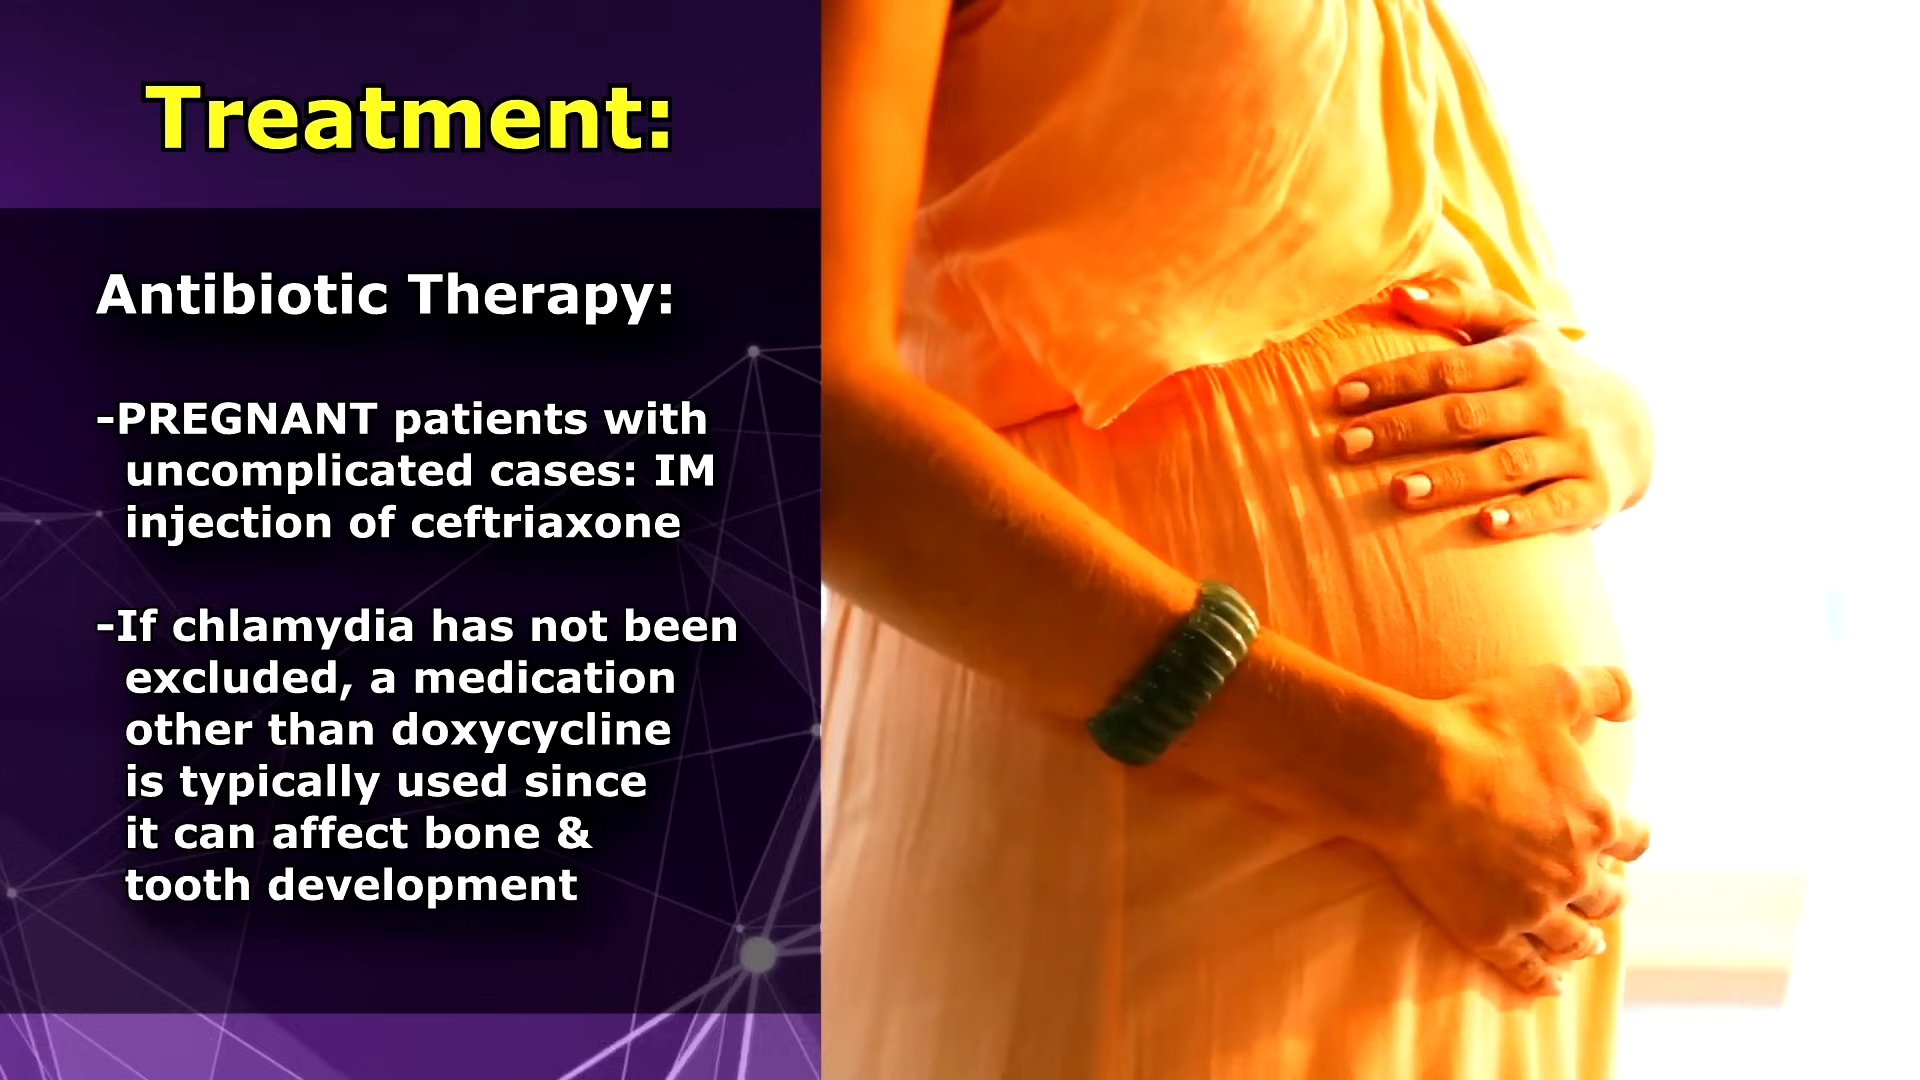 Treatment:
Antibiotic Therapy:
-PREGNANT patients with
uncomplicated cases: IM
injection of ceftriaxone
-If chlamydia has not been
excluded, a medication
other than doxycycline
is typically used since
it can affect bone &
tooth development